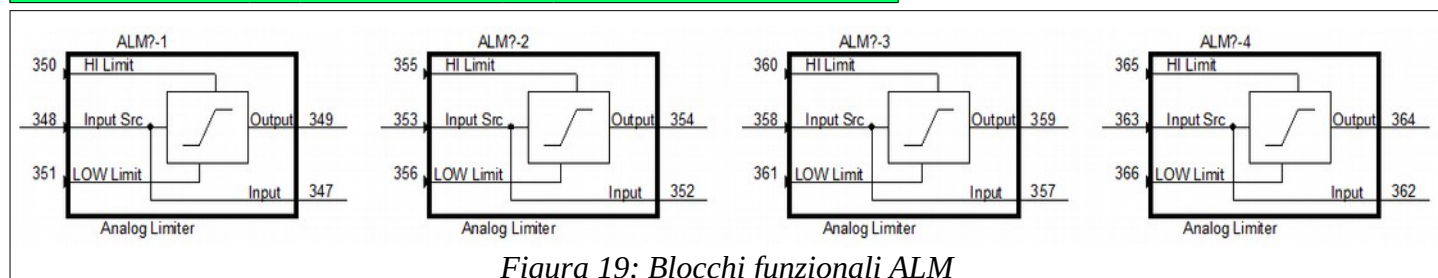 ALM?-1 ALM?-2 ALM?-3 ALM?-4
350 HI Limit 355 HI Limit 360 HI Limit 365 HI Limit
348 Input Src Output 349 353 Input Src Output 354 358 Input Src Output 359 363 Input Src Output 364
351 LOW Limit 356 LOW Limit 361 LOW Limit 366 LOW Limit
Input 347 Input 352 Input 357 Input 362
Analog Limiter Analog Limiter Analog Limiter Analog Limiter
Figura 19: Blocchi funzionali ALM